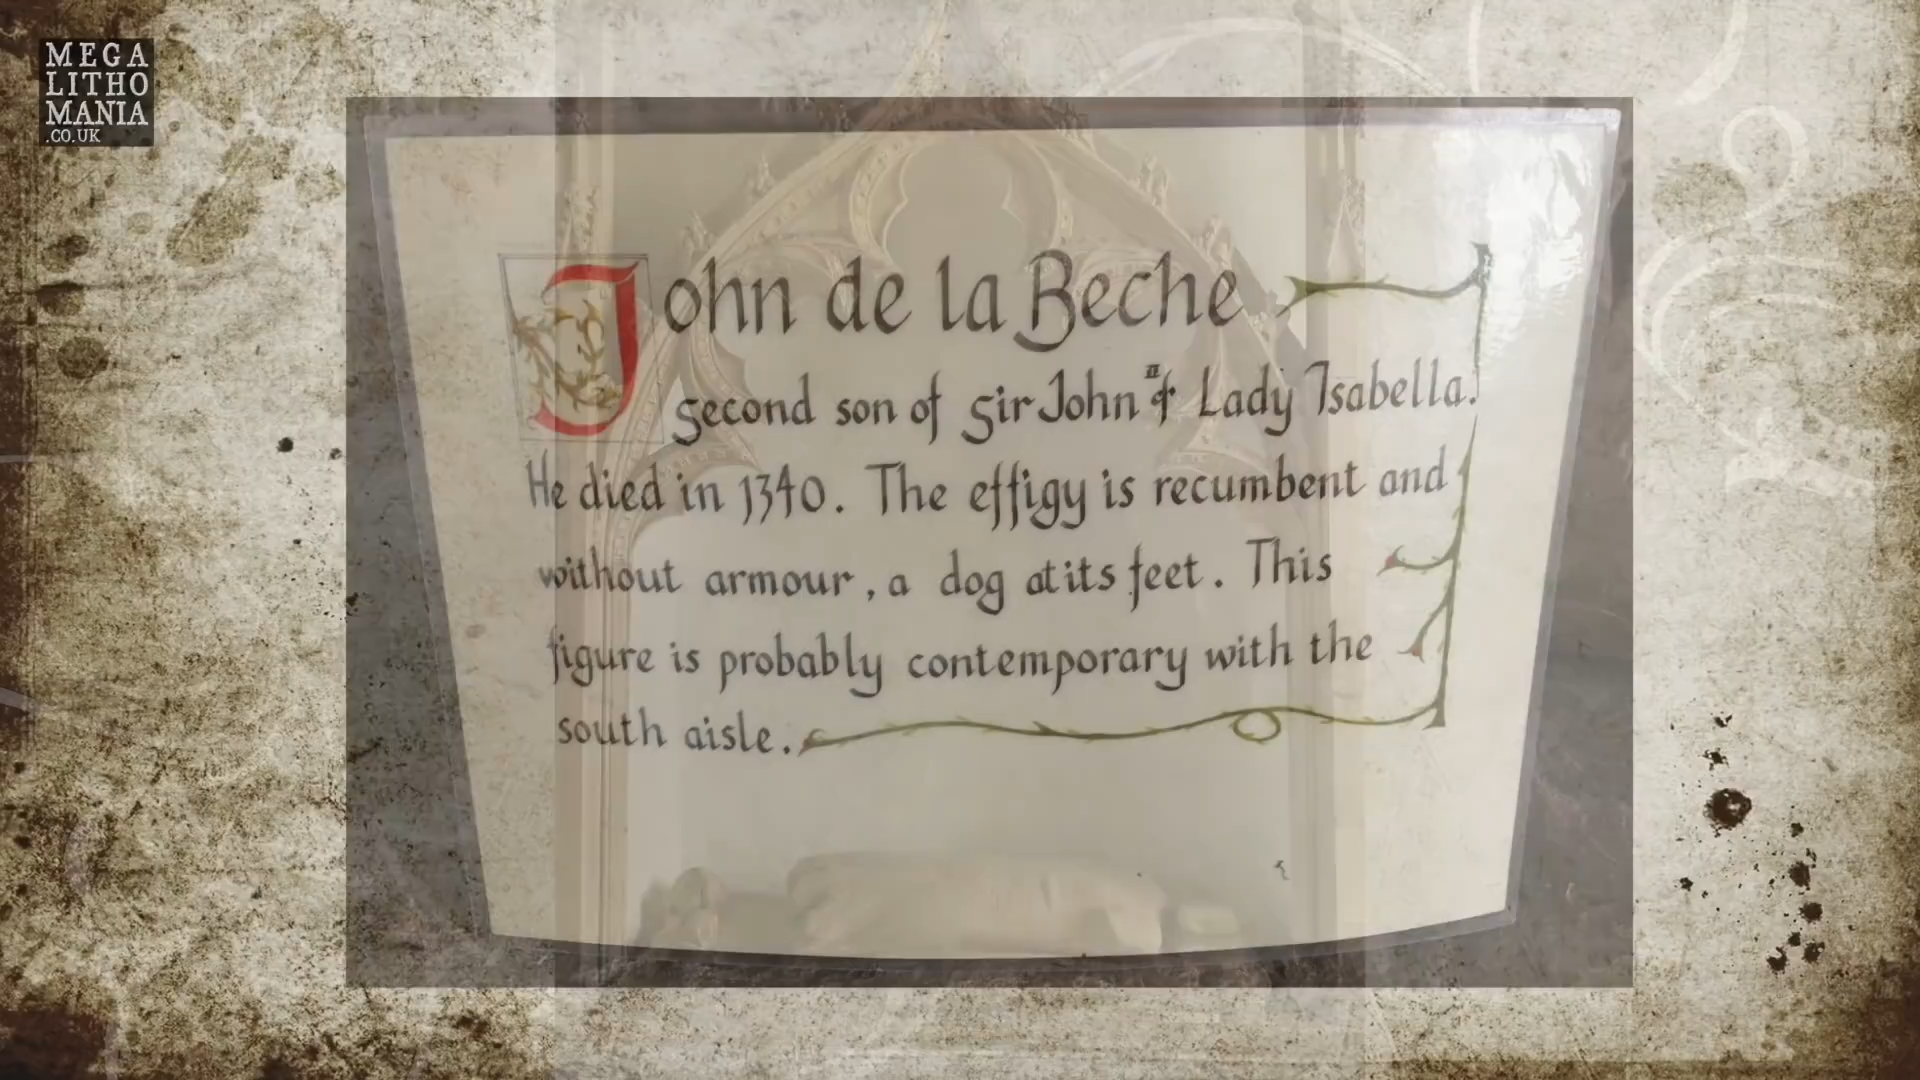 MEGA
LITHO
MANIA
.CO.UK
John de la Beche
Second son of Sir John II & Lady Isabella.
He died in 1340. The effigy is recumbent and
without armour, a dog at its feet. This
figure is probably contemporary with the
south aisle.